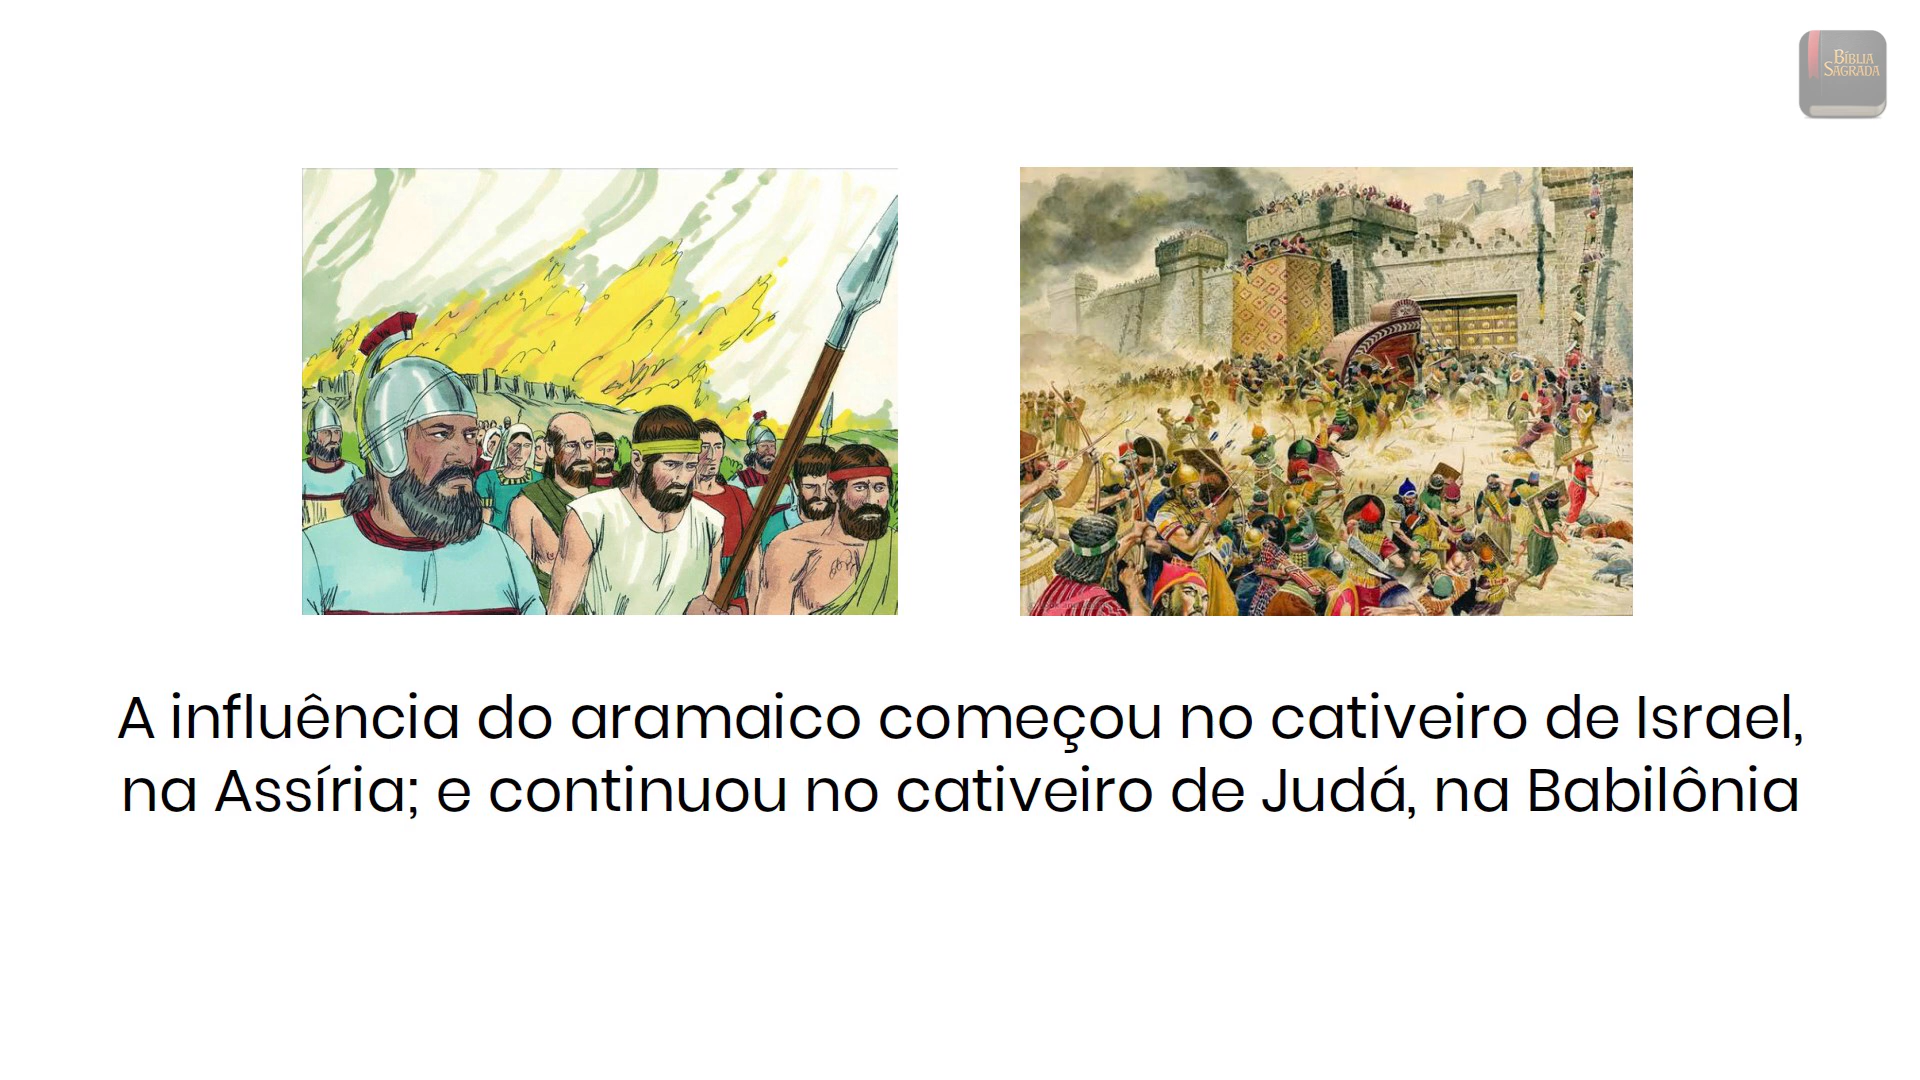 BÍBLIA
SAGRADA
A influência do aramaico começou no cativeiro de Israel,
na Assíria; e continuou no cativeiro de Judá, na Babilônia